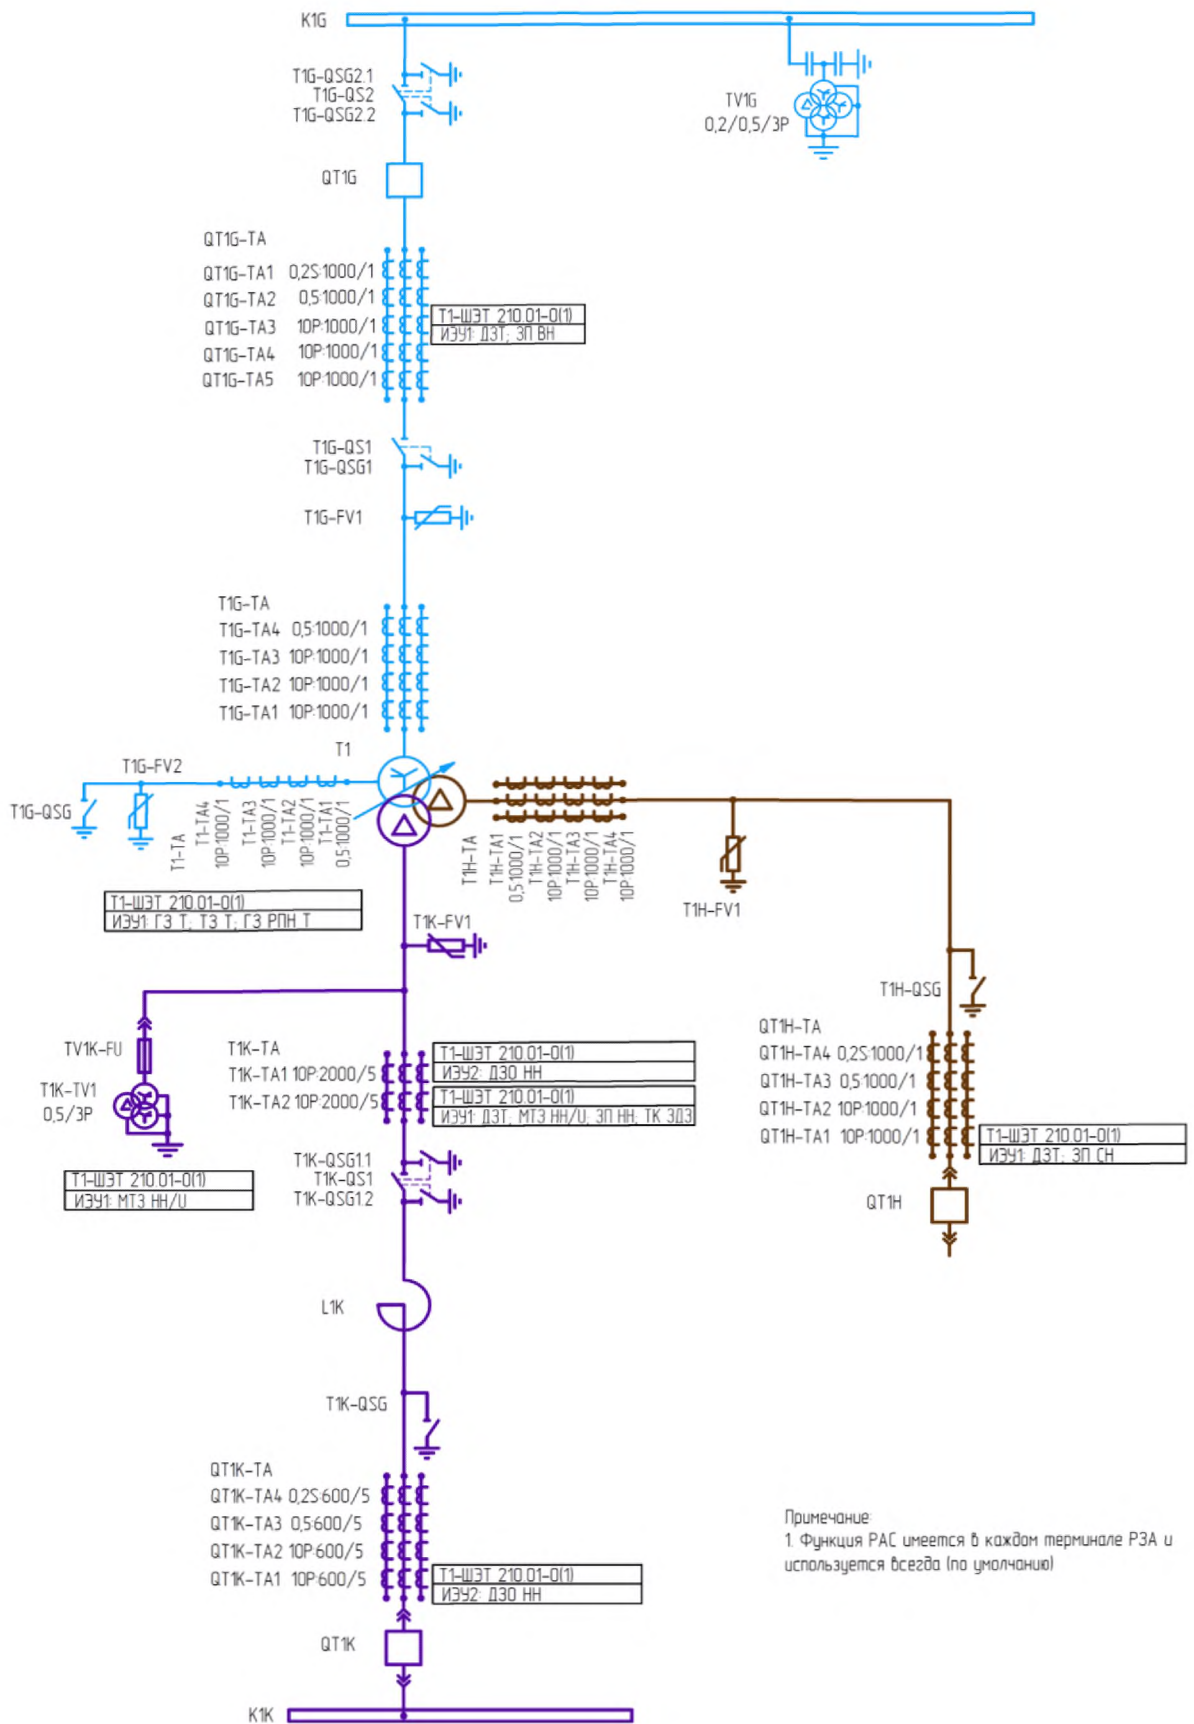 K1G
T1G-QSG2.1
T1G-QS2
T1G-QSG2.2
TV1G
0,2/0,5/3P
QT1G
QT1G-TA
QT1G-TA1 0,2S:1000/1
QT1G-TA2 0,5:1000/1
QT1G-TA3 10P:1000/1
QT1G-TA4 10P:1000/1
QT1G-TA5 10P:1000/1
Т1-ШЭТ 210.01-0(1)
ИЭУ1: ДЗТ; ЗП ВН
T1G-QS1
T1G-QSG1
T1G-FV1
T1G-TA
T1G-TA4 0,5:1000/1
T1G-TA3 10P:1000/1
T1G-TA2 10P:1000/1
T1G-TA1 10P:1000/1
T1
T1G-FV2
T1G-QSG
T1-TA
T1-TA4
10P:1000/1
T1-TA3
10P:1000/1
T1-TA2
10P:1000/1
T1-TA1
0,5:1000/1
T1H-TA
T1H-TA1
0,5:1000/1
T1H-TA2
10P:1000/1
T1H-TA3
10P:1000/1
T1H-TA4
10P:1000/1
T1H-FV1
Т1-ШЭТ 210.01-0(1)
ИЭУ1: ГЗ Т; ТЗ Т; ГЗ РПН Т
T1K-FV1
T1H-QSG
TV1K-FU
T1K-TV1
0,5/3P
T1K-TA
T1K-TA1 10P:2000/5
T1K-TA2 10P:2000/5
Т1-ШЭТ 210.01-0(1)
ИЭУ2: ДЗО НН
Т1-ШЭТ 210.01-0(1)
ИЭУ1: ДЗТ; МТЗ НН/U; ЗП НН; ТК ЗДЗ
QT1H-TA
QT1H-TA4 0,2S:1000/1
QT1H-TA3 0,5:1000/1
QT1H-TA2 10P:1000/1
QT1H-TA1 10P:1000/1
Т1-ШЭТ 210.01-0(1)
ИЭУ1: ДЗТ; ЗП СН
Т1-ШЭТ 210.01-0(1)
ИЭУ1: МТЗ НН/U
T1K-QSG1.1
T1K-QS1
T1K-QSG1.2
QT1H
L1K
T1K-QSG
QT1K-TA
QT1K-TA4 0,2S:600/5
QT1K-TA3 0,5:600/5
QT1K-TA2 10P:600/5
QT1K-TA1 10P:600/5
Т1-ШЭТ 210.01-0(1)
ИЭУ2: ДЗО НН
Примечание:
1. Функция РАС имеется в каждом терминале РЗА и
используется всегда (по умолчанию)
QT1K
K1K